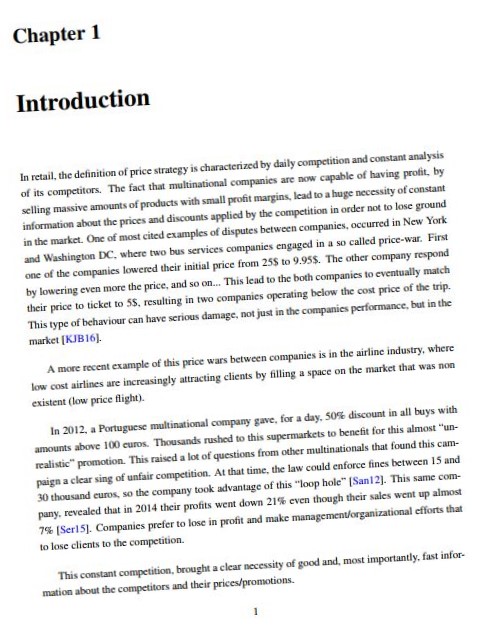 Chapter 1
Introduction
In retail, the definition of price strategy is characterized by daily competition and constant analysis
of its competitors. The fact that multinational companies are now capable of having profit, by
selling massive amounts of products with small profit margins, lead to a huge necessity of constant
information about the prices and discounts applied by the competition in order not to lose ground
in the market. One of most cited examples of disputes between companies, occurred in New York
and Washington DC, where two bus services companies engaged in a so called price-war. First
one of the companies lowered their initial price from 25$ to 9.95$. The other company respond
by lowering even more the price, and so on... This lead to the both companies to eventually match
their price to ticket to 5$, resulting in two companies operating below the cost price of the trip.
This type of behaviour can have serious damage, not just in the companies performance, but in the
market [KJB16].
A more recent example of this price wars between companies is in the airline industry, where
low cost airlines are increasingly attracting clients by filling a space on the market that was non
existent (low price flight).
In 2012, a Portuguese multinational company gave, for a day, 50% discount in all buys with
amounts above 100 euros. Thousands rushed to this supermarkets to benefit for this almost "un-
realistic" promotion. This raised a lot of questions from other multinationals that found this cam-
paign a clear sing of unfair competition. At that time, the law could enforce fines between 15 and
30 thousand euros, so the company took advantage of this "loop hole" [San12]. This same com-
pany, revealed that in 2014 their profits went down 21% even though their sales went up almost
7% [Ser15]. Companies prefer to lose in profit and make management/organizational efforts that
to lose clients to the competition.
This constant competition, brought a clear necessity of good and, most importantly, fast infor-
mation about the competitors and their prices/promotions.
1